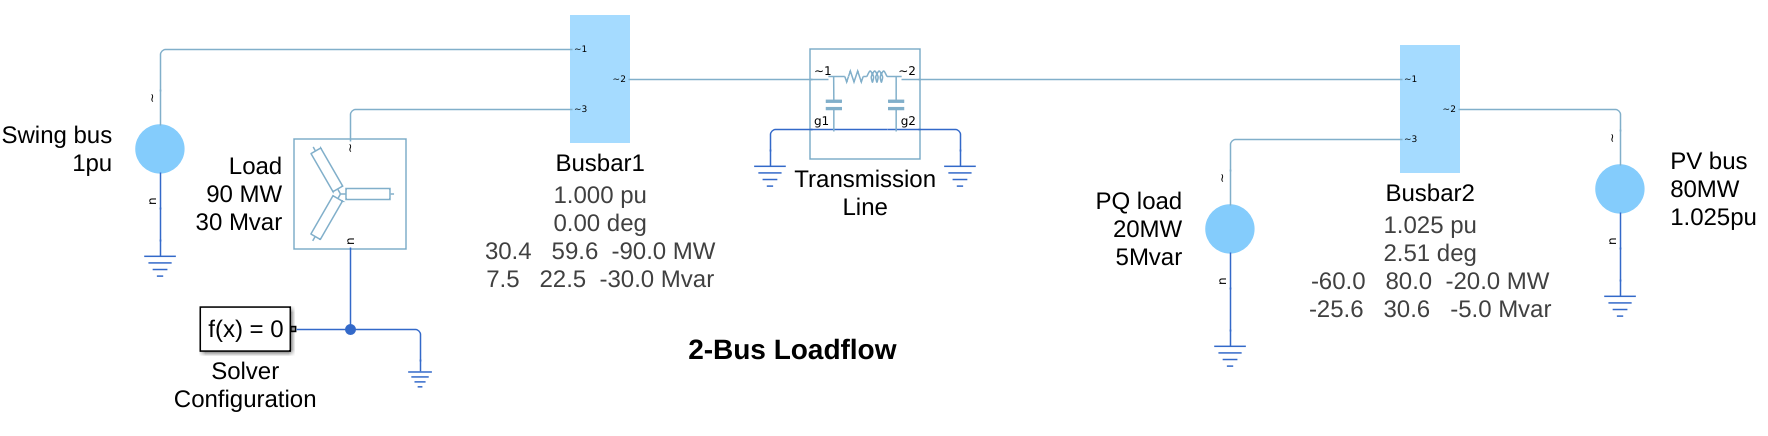 ~1
~2
~3
~
Swing bus
1pu
n
Load
90 MW
30 Mvar
~
n
Busbar1
1.000 pu
0.00 deg
30.4 59.6 -90.0 MW
7.5 22.5 -30.0 Mvar
f(x) = 0
Solver
Configuration
~1 ~2
g1 g2
Transmission
Line
2-Bus Loadflow
~1
~2
~3
~
PQ load
20MW
5Mvar
n
Busbar2
1.025 pu
2.51 deg
-60.0 80.0 -20.0 MW
-25.6 30.6 -5.0 Mvar
~
PV bus
80MW
1.025pu
n